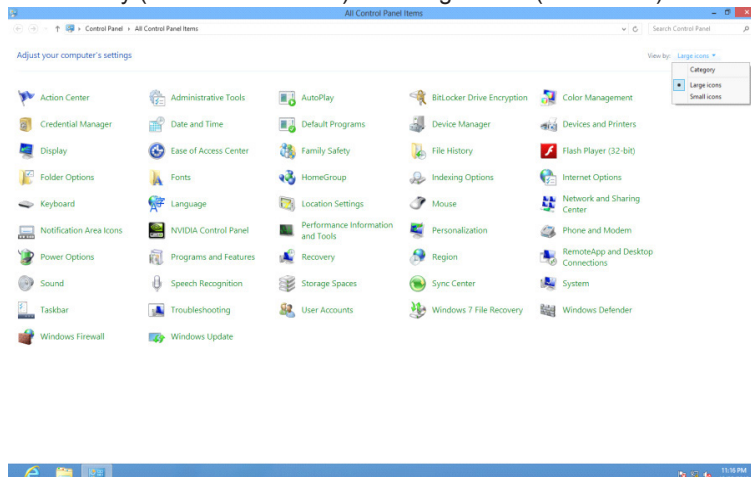 All Control Panel Items
Control Panel All Control Panel Items
Search Control Panel
Adjust your computer's settings
View by: Large icons
Category
Large icons
Small icons
Action Center
Administrative Tools
AutoPlay
BitLocker Drive Encryption
Color Management
Credential Manager
Date and Time
Default Programs
Device Manager
Devices and Printers
Display
Ease of Access Center
Family Safety
File History
Flash Player (32-bit)
Folder Options
Fonts
HomeGroup
Indexing Options
Internet Options
Keyboard
Language
Location Settings
Mouse
Network and Sharing
Center
Notification Area Icons
NVIDIA Control Panel
Performance Information
and Tools
Personalization
Phone and Modem
Power Options
Programs and Features
Recovery
Region
RemoteApp and Desktop
Connections
Sound
Speech Recognition
Storage Spaces
Sync Center
System
Taskbar
Troubleshooting
User Accounts
Windows 7 File Recovery
Windows Defender
Windows Firewall
Windows Update
11:16 PM